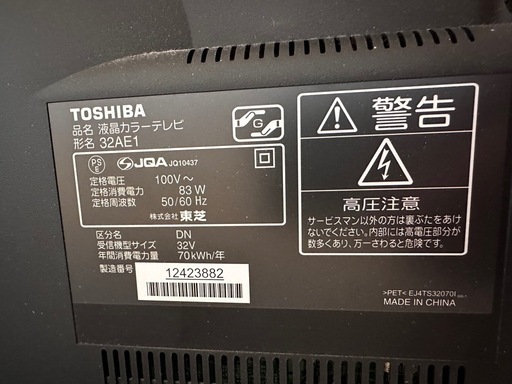 TOSHIBA
品名 液晶カラーテレビ
形名 32AE1
PS
E
JQA JQ10437
定格電圧 100V～
定格消費電力 83 W
定格周波数 50/60 Hz
株式会社 東芝
区分名 DN
受信機型サイズ 32V
年間消費電力量 70kWh/年
製造番号 12423882
G
警告
高圧注意
サービスマン以外の方は裏ぶたをあけ
ないでください。内部には高電圧部分が
数多くあり、万一さわると危険です。
>PET< EJ4TS32070I
MADE IN CHINA